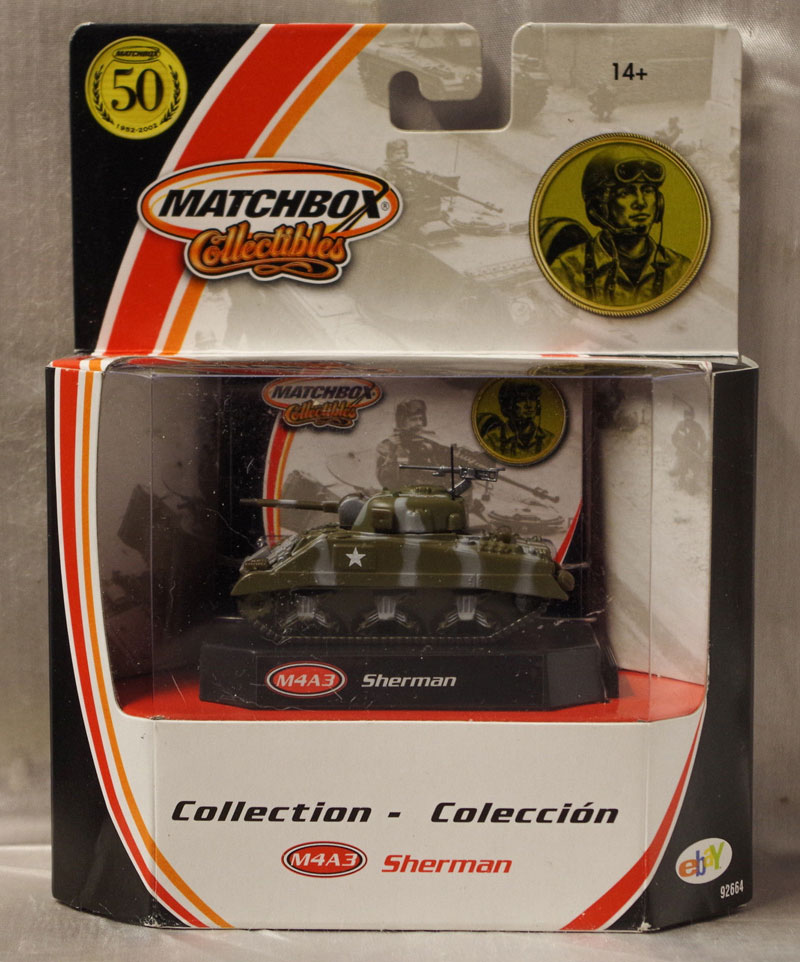 MATCHBOX
50
1952-2002
14+
MATCHBOX®
Collectibles
MATCHBOX
Collectibles
M4A3 Sherman
Collection - Colección
M4A3 Sherman
ebaY
92664